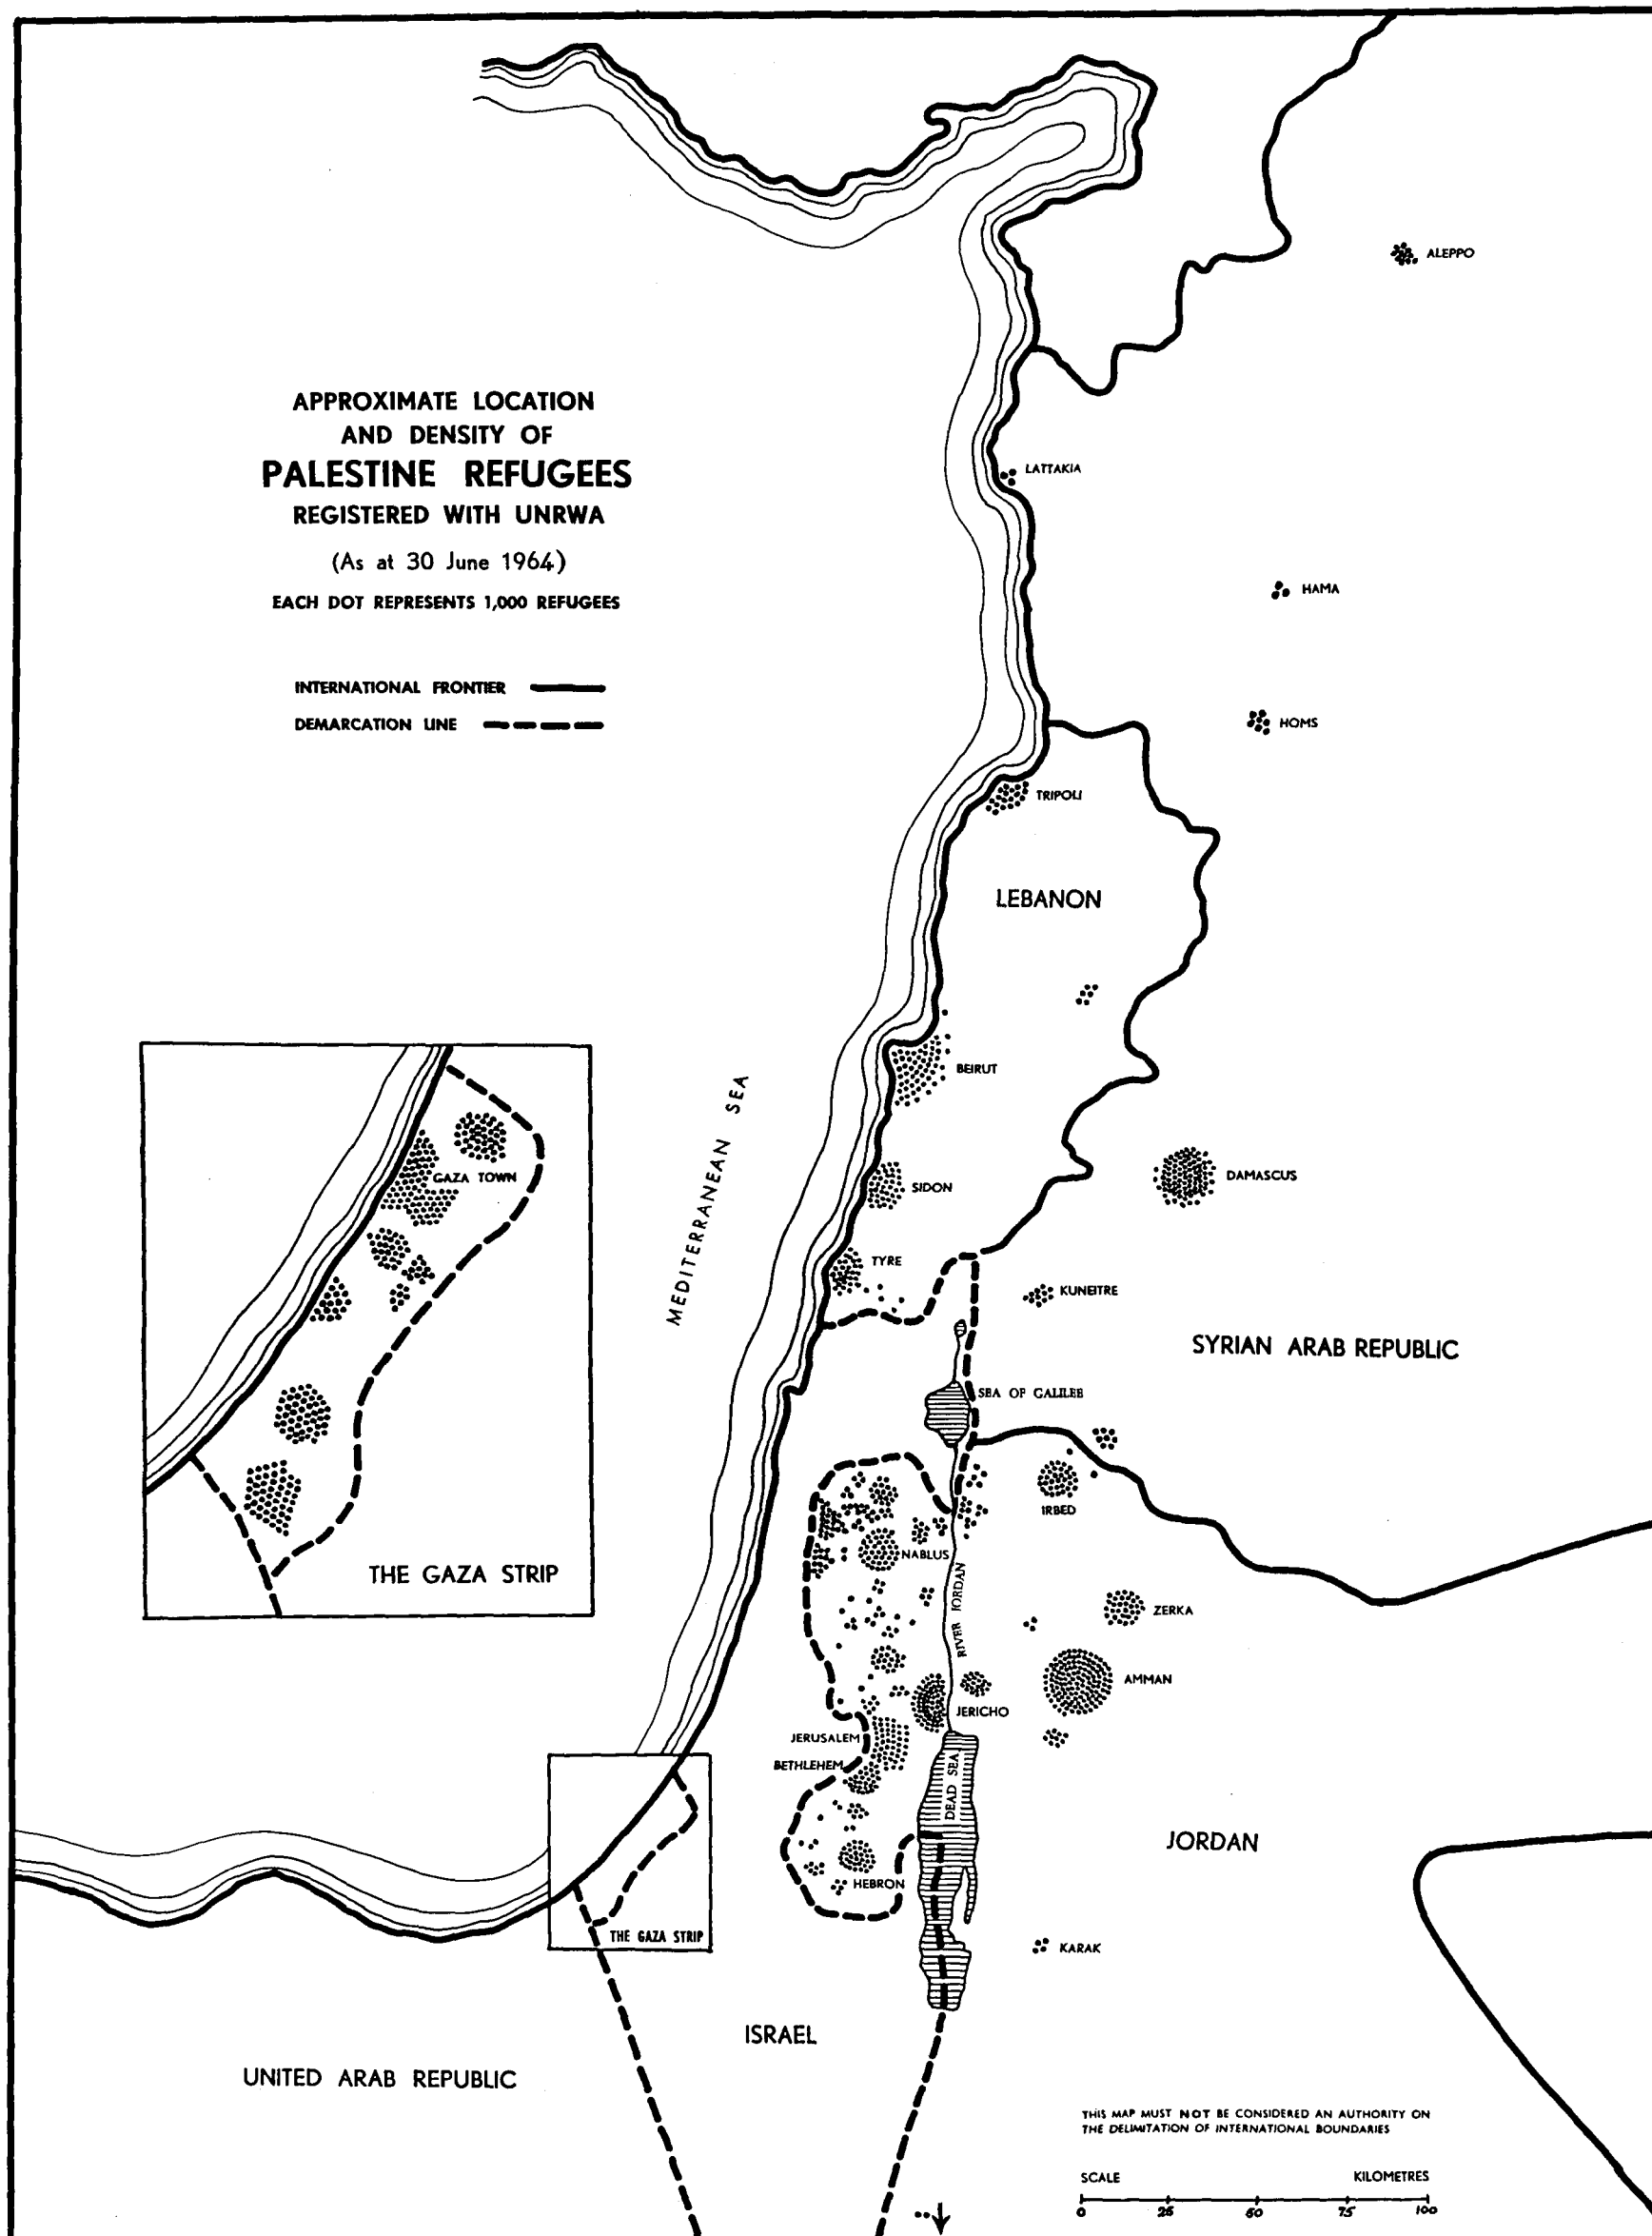 APPROXIMATE LOCATION
AND DENSITY OF
PALESTINE REFUGEES
REGISTERED WITH UNRWA
(As at 30 June 1964)
EACH DOT REPRESENTS 1,000 REFUGEES
INTERNATIONAL FRONTIER
DEMARCATION LINE
ALEPPO
LATTAKIA
HAMA
HOMS
TRIPOLI
LEBANON
BEIRUT
MEDITERRANEAN SEA
SIDON
DAMASCUS
TYRE
KUNEITRE
SYRIAN ARAB REPUBLIC
SEA OF GALILEE
GAZA TOWN
THE GAZA STRIP
IRBED
NABLUS
RIVER JORDAN
ZERKA
AMMAN
JERICHO
JERUSALEM
BETHLEHEM
DEAD SEA
JORDAN
HEBRON
THE GAZA STRIP
KARAK
ISRAEL
UNITED ARAB REPUBLIC
THIS MAP MUST NOT BE CONSIDERED AN AUTHORITY ON
THE DELIMITATION OF INTERNATIONAL BOUNDARIES
SCALE KILOMETRES
0 25 50 75 100